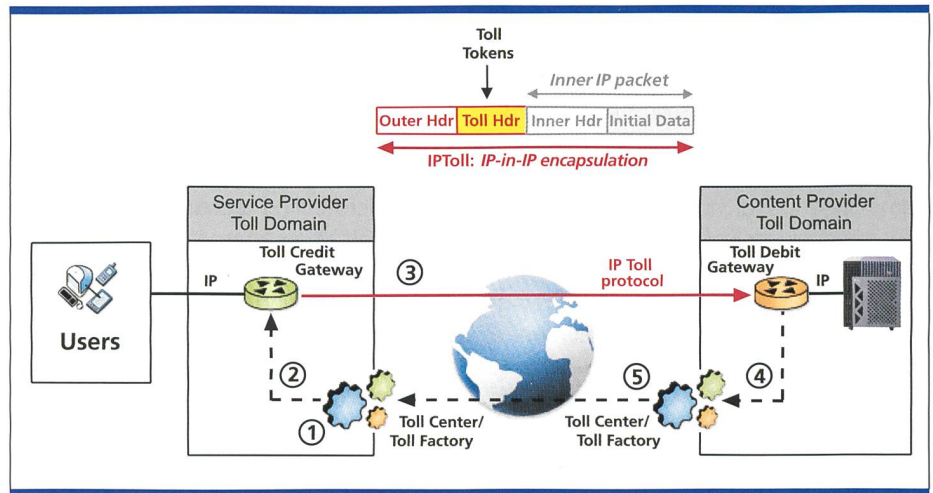 Toll
Tokens
Inner IP packet
Outer Hdr Toll Hdr Inner Hdr Initial Data
IPToll: IP-in-IP encapsulation
Service Provider
Toll Domain
Content Provider
Toll Domain
Toll Credit
Gateway
Toll Debit
Gateway
IP
3
IP Toll
protocol
IP
Users
2
5
4
1
Toll Center/
Toll Factory
Toll Center/
Toll Factory